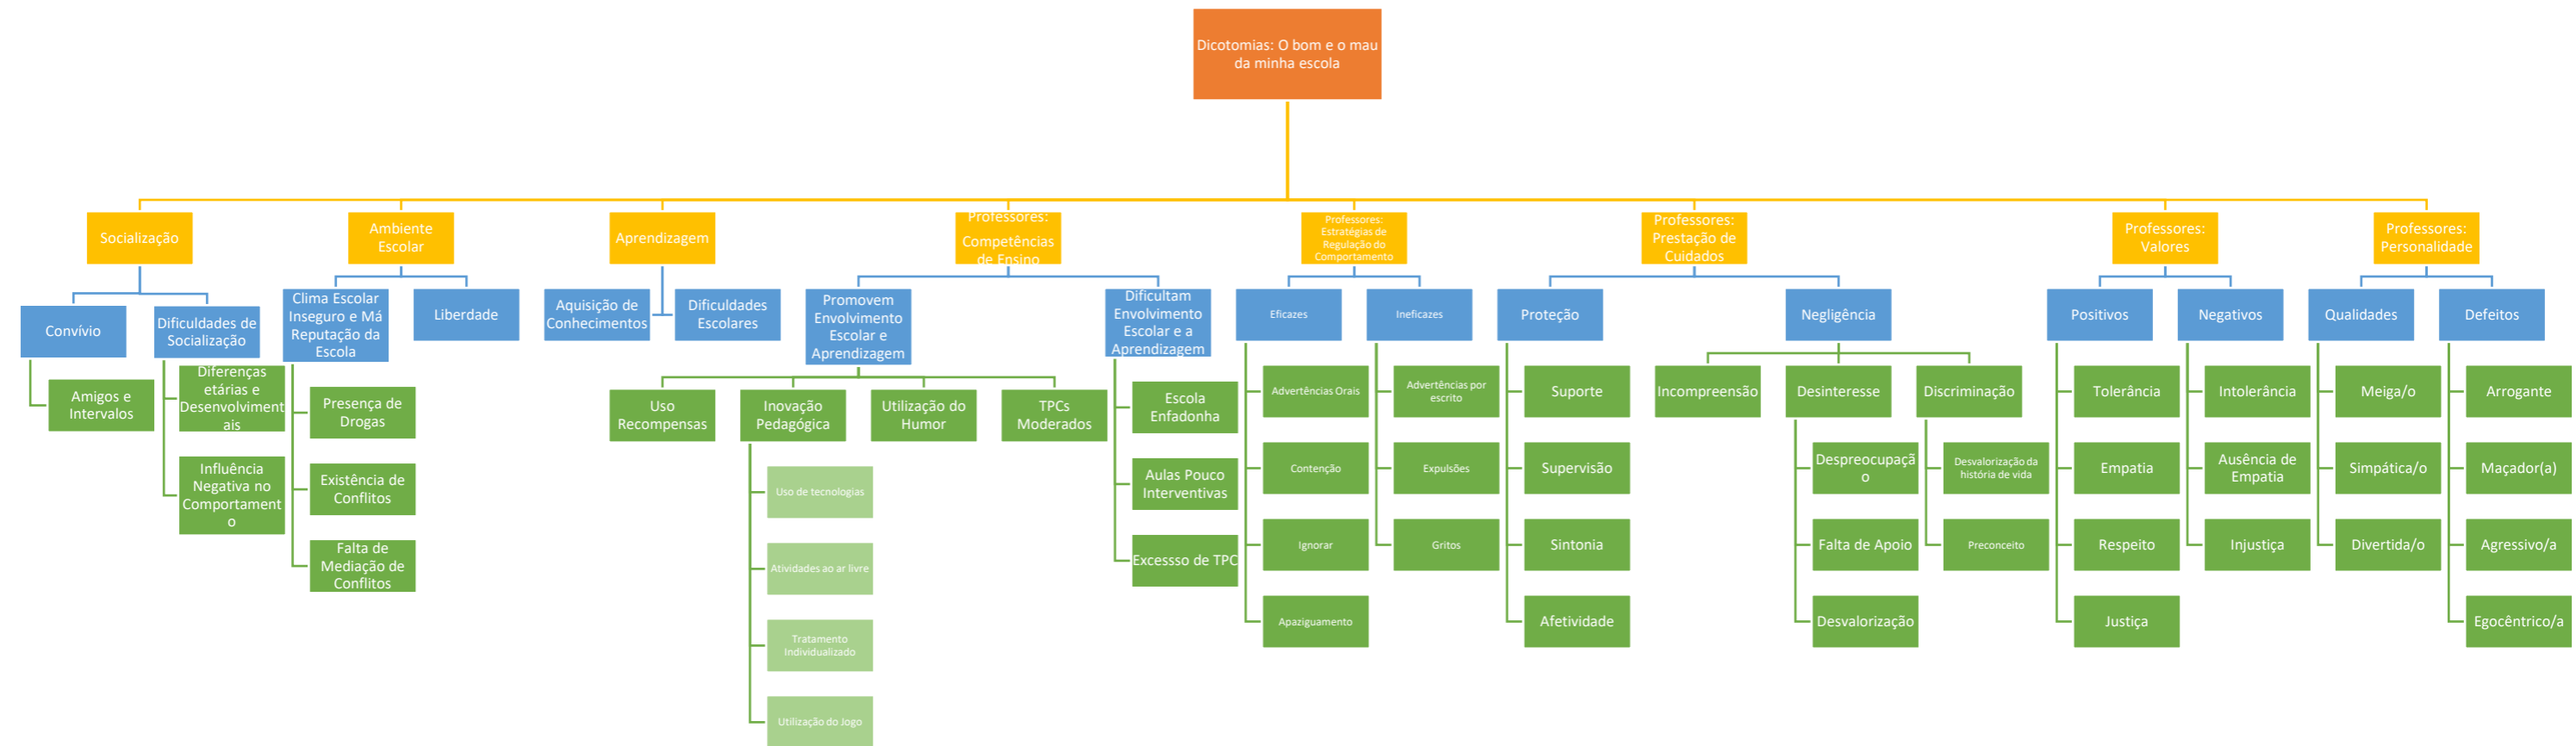 Dicotomias: O bom e o mau
da minha escola
Socialização
Ambiente
Escolar
Aprendizagem
Professores:
Competências
de Ensino
Professores:
Estratégias de
Regulação do
Comportamento
Professores:
Prestação de
Cuidados
Professores:
Valores
Professores:
Personalidade
Convívio
Dificuldades de
Socialização
Clima Escolar
Inseguro e Má
Reputação da
Escola
Liberdade
Aquisição de
Conhecimentos
Dificuldades
Escolares
Promovem
Envolvimento
Escolar e
Aprendizagem
Dificultam
Envolvimento
Escolar e a
Aprendizagem
Eficazes
Ineficazes
Proteção
Negligência
Positivos
Negativos
Qualidades
Defeitos
Amigos e
Intervalos
Diferenças
etárias e
Desenvolviment
ais
Influência
Negativa no
Comportament
o
Presença de
Drogas
Existência de
Conflitos
Falta de
Mediação de
Conflitos
Uso
Recompensas
Inovação
Pedagógica
Utilização do
Humor
TPCs
Moderados
Uso de tecnologias
Atividades ao ar livre
Tratamento
Individualizado
Utilização do Jogo
Escola
Enfadonha
Aulas Pouco
Interventivas
Excessso de TPC
Advertências Orais
Contenção
Ignorar
Apaziguamento
Advertências por
escrito
Expulsões
Gritos
Suporte
Supervisão
Sintonia
Afetividade
Incompreensão
Desinteresse
Discriminação
Despreocupaçã
o
Falta de Apoio
Desvalorização
Desvalorização da
história de vida
Preconceito
Tolerância
Empatia
Respeito
Justiça
Intolerância
Ausência de
Empatia
Injustiça
Meiga/o
Simpática/o
Divertida/o
Arrogante
Maçador(a)
Agressivo/a
Egocêntrico/a